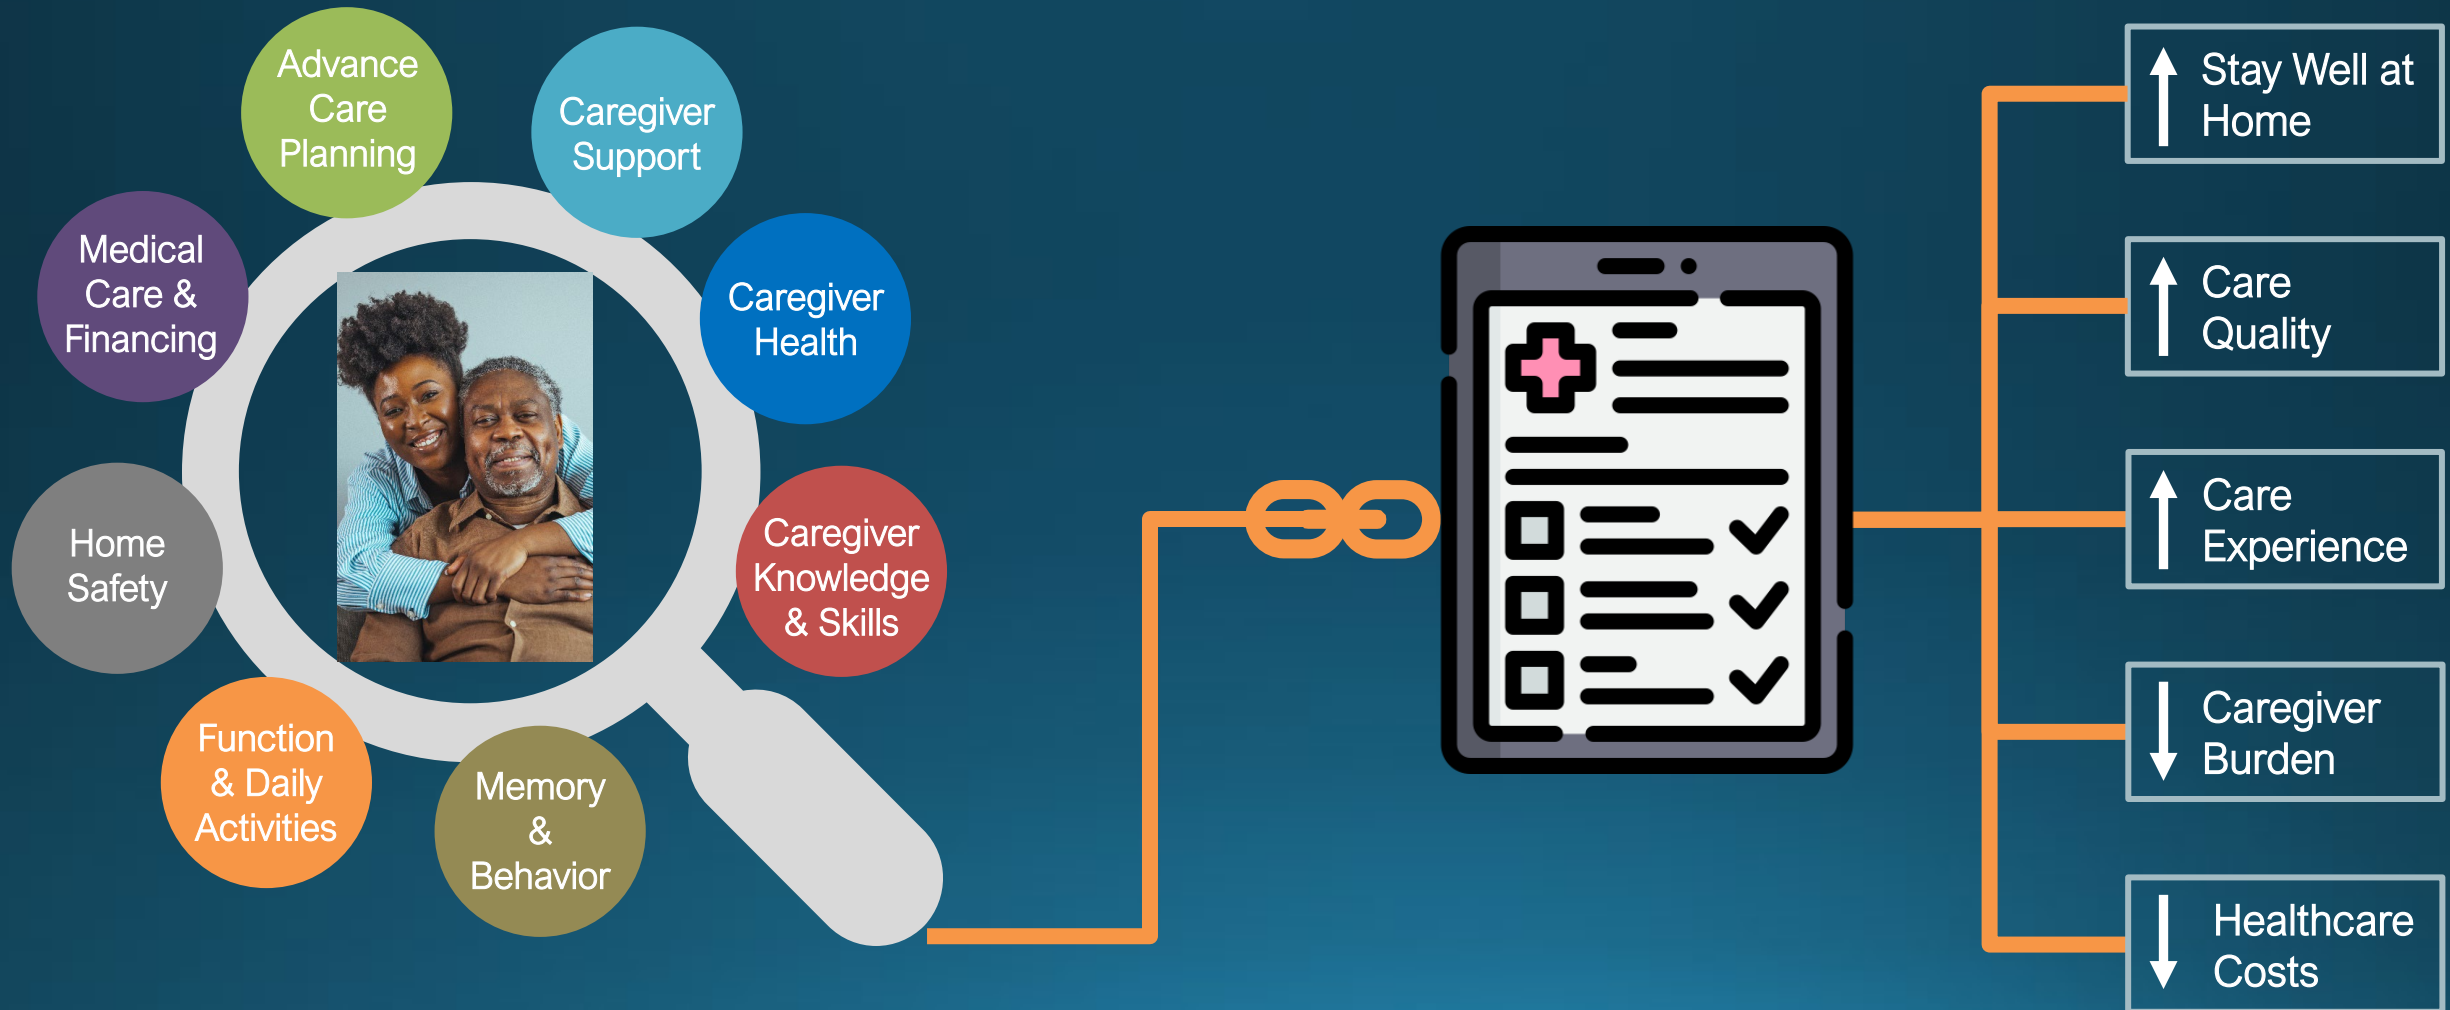 Advance
Care
Planning
Caregiver
Support
Medical
Care &
Financing
Caregiver
Health
Home
Safety
Caregiver
Knowledge
& Skills
Function
& Daily
Activities
Memory
&
Behavior
Stay Well at
Home
Care
Quality
Care
Experience
Caregiver
Burden
Healthcare
Costs